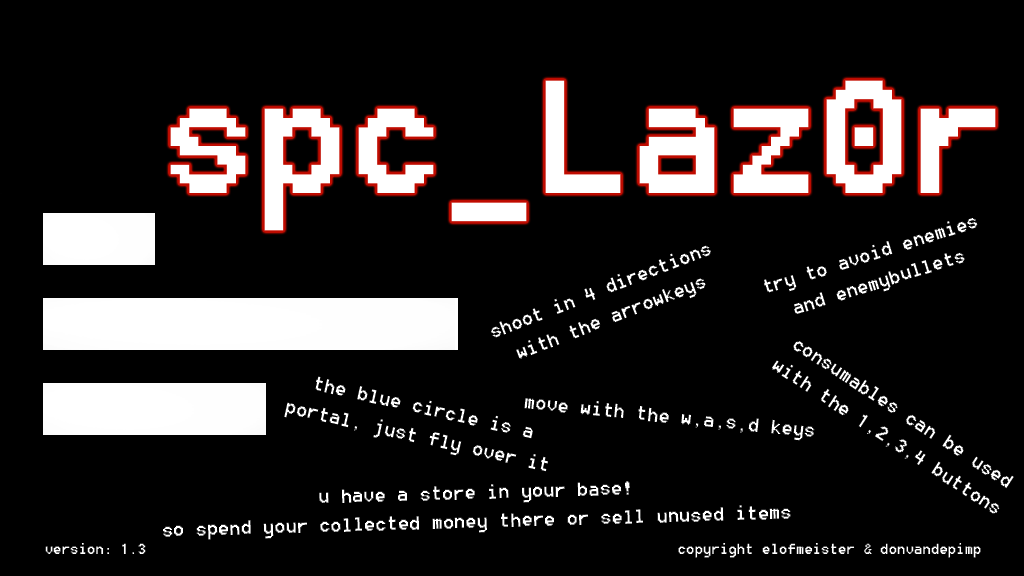 spc_Laz0r
shoot in 4 directions
with the arrowkeys
try to avoid enemies
and enemybullets
the blue circle is a
portal, just fly over it
move with the w,a,s,d keys
consumables can be used
with the 1,2,3,4 buttons
u have a store in your base!
so spend your collected money there or sell unused items
version: 1.3
copyright elofmeister & donvandepimp